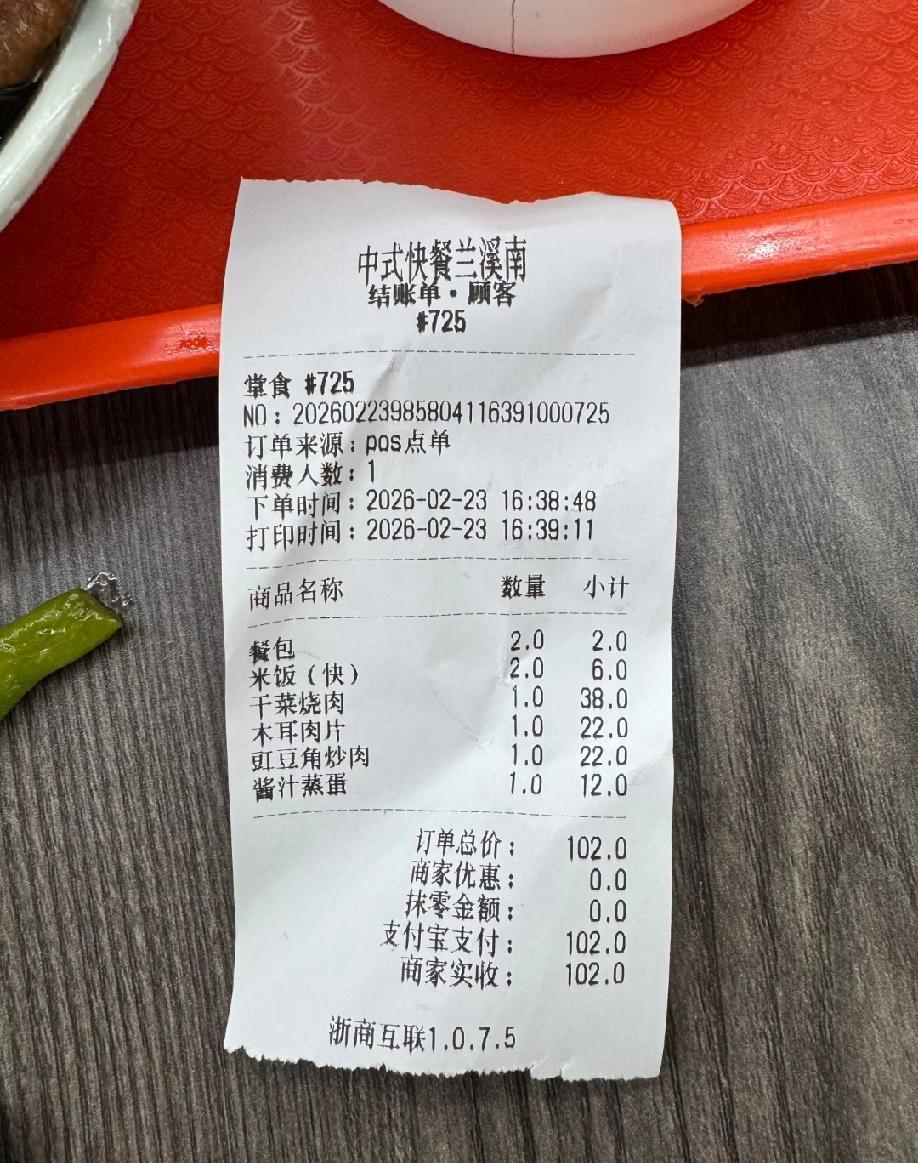 中式快餐兰溪南
结账单·顾客
#725
堂食 #725
NO：20260223985804116391000725
订单来源：pos点单
消费人数：1
下单时间：2026-02-23 16:38:48
打印时间：2026-02-23 16:39:11
商品名称 数量 小计
餐包 2.0 2.0
米饭（快） 2.0 6.0
干菜烧肉 1.0 38.0
木耳肉片 1.0 22.0
豇豆角炒肉 1.0 22.0
酱汁蒸蛋 1.0 12.0
订单总价： 102.0
商家优惠： 0.0
抹零金额： 0.0
支付宝支付： 102.0
商家实收： 102.0
浙商互联1.0.7.5